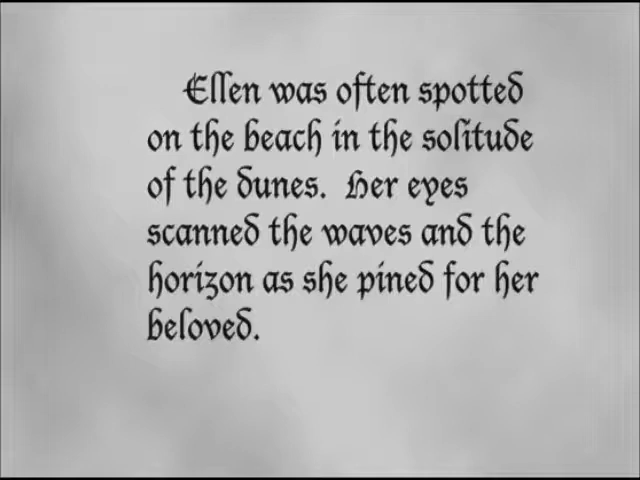 Ellen was often spotted
on the beach in the solitude
of the dunes. Her eyes
scanned the waves and the
horizon as she pined for her
beloved.